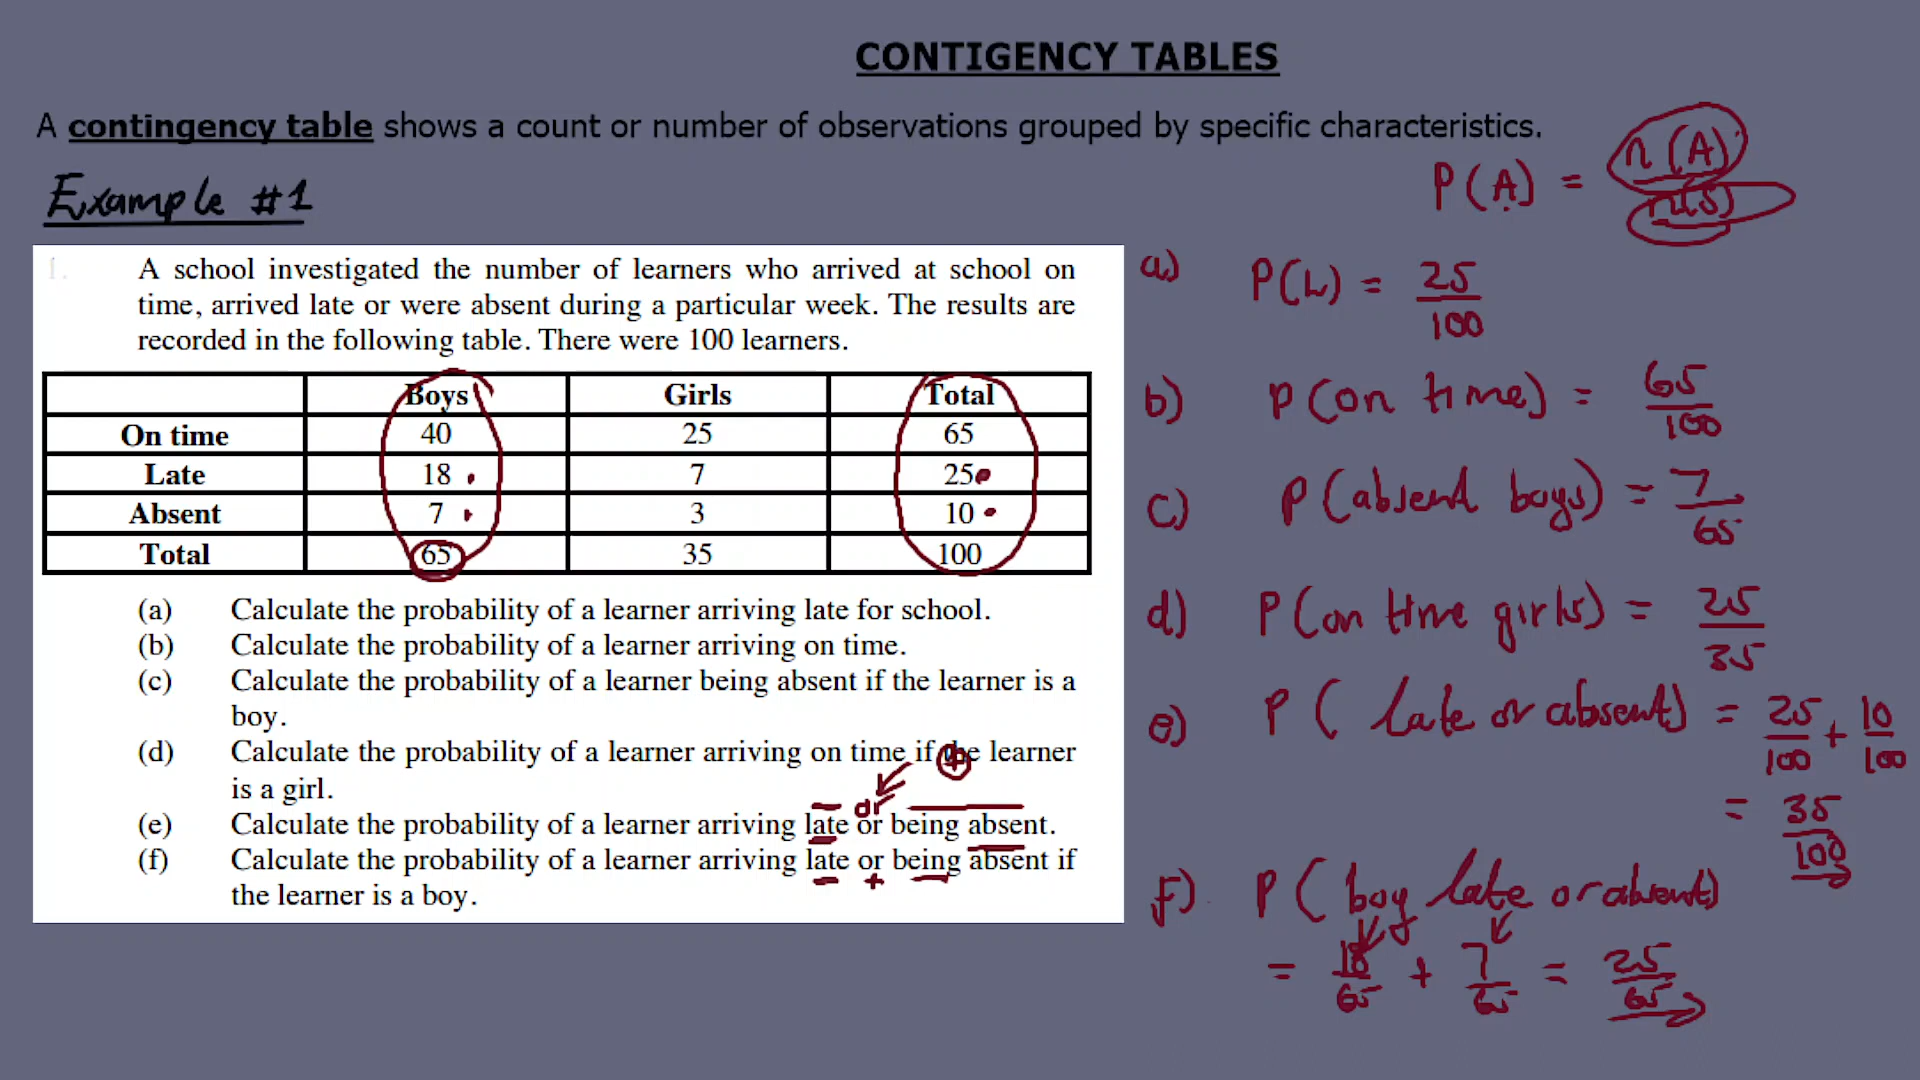 CONTIGENCY TABLES
A contingency table shows a count or number of observations grouped by specific characteristics.
Example #1
P(A) = n(A)
n(S)
1. A school investigated the number of learners who arrived at school on
time, arrived late or were absent during a particular week. The results are
recorded in the following table. There were 100 learners.
Boys Girls Total
On time 40 25 65
Late 18 7 25
Absent 7 3 10
Total 65 35 100
(a) Calculate the probability of a learner arriving late for school.
(b) Calculate the probability of a learner arriving on time.
(c) Calculate the probability of a learner being absent if the learner is a
boy.
(d) Calculate the probability of a learner arriving on time if the learner
is a girl.
+
or
(e) Calculate the probability of a learner arriving late or being absent.
(f) Calculate the probability of a learner arriving late or being absent if
+
the learner is a boy.
a) P(L) = 25
100
b) P(on time) = 65
100
c) P(absent boys) = 7
65
d) P(on time girls) = 25
35
e) P( late or absent) = 25 + 10
100 100
= 35
100
f) P( boy late or absent)
= 18 + 7 = 25
65 65 65